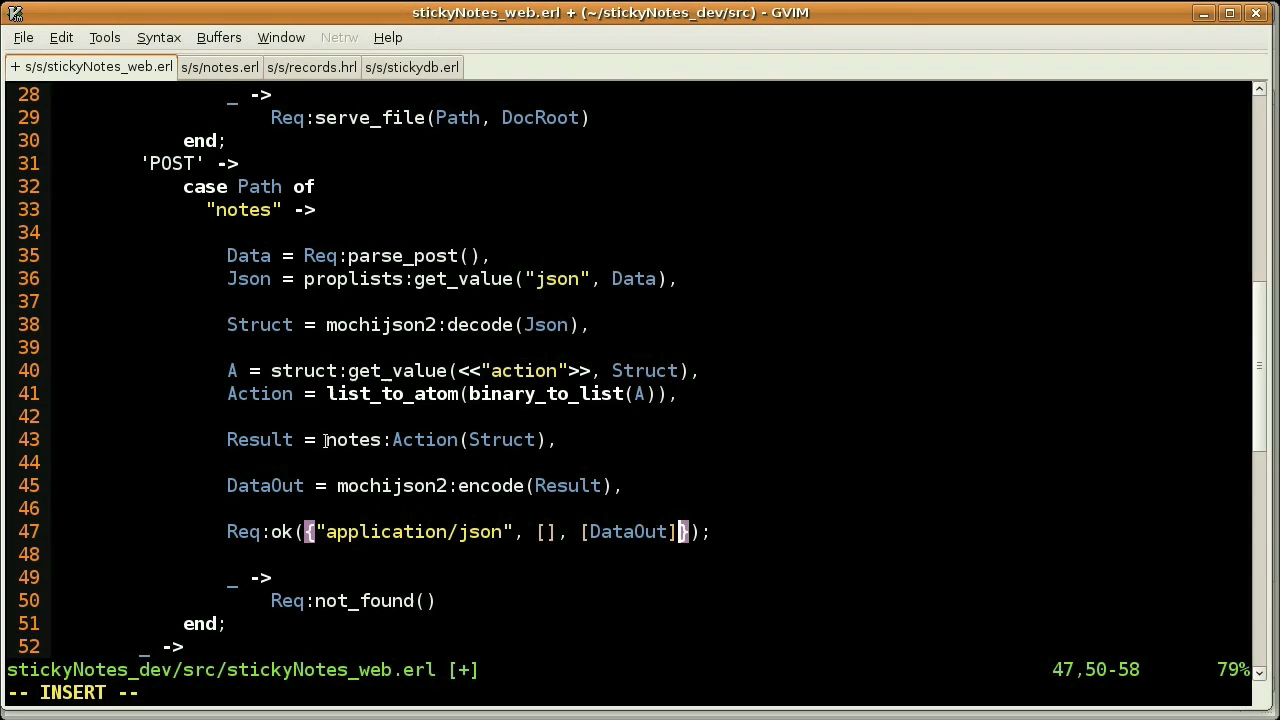 stickyNotes_web.erl + (~/stickyNotes_dev/src) - GVIM
File Edit Tools Syntax Buffers Window Netrw Help
+ s/s/stickyNotes_web.erl s/s/notes.erl s/s/records.hrl s/s/stickydb.erl
28 _ ->
29 Req:serve_file(Path, DocRoot)
30 end;
31 'POST' ->
32 case Path of
33 "notes" ->
34
35 Data = Req:parse_post(),
36 Json = proplists:get_value("json", Data),
37
38 Struct = mochijson2:decode(Json),
39
40 A = struct:get_value(<<"action">>, Struct),
41 Action = list_to_atom(binary_to_list(A)),
42
43 Result = notes:Action(Struct),
44
45 DataOut = mochijson2:encode(Result),
46
47 Req:ok({"application/json", [], [DataOut]});
48
49 _ ->
50 Req:not_found()
51 end;
52 _ ->
stickyNotes_dev/src/stickyNotes_web.erl [+] 47,50-58 79%
-- INSERT --